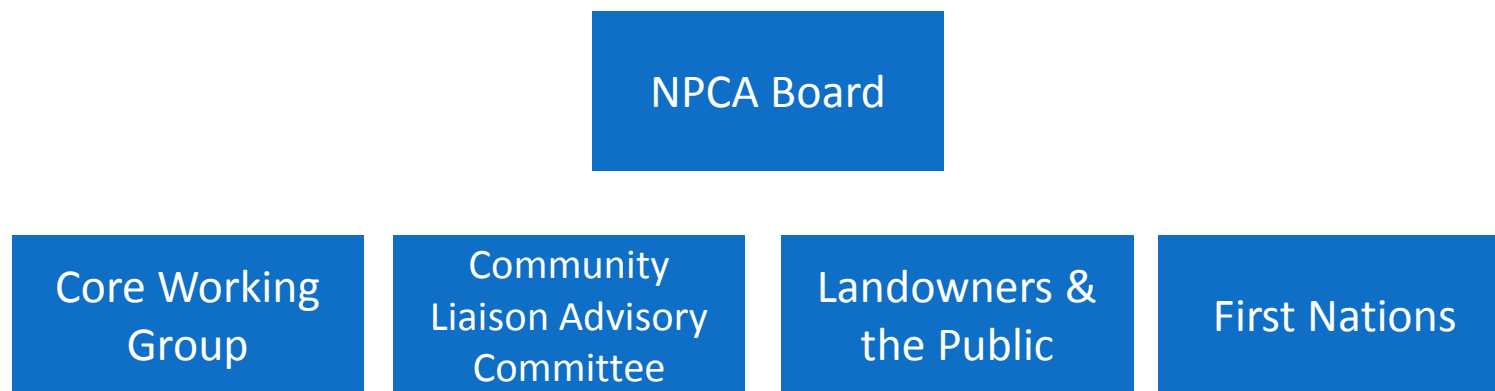 NPCA Board
Core Working
Group
Community
Liaison Advisory
Committee
Landowners &
the Public
First Nations